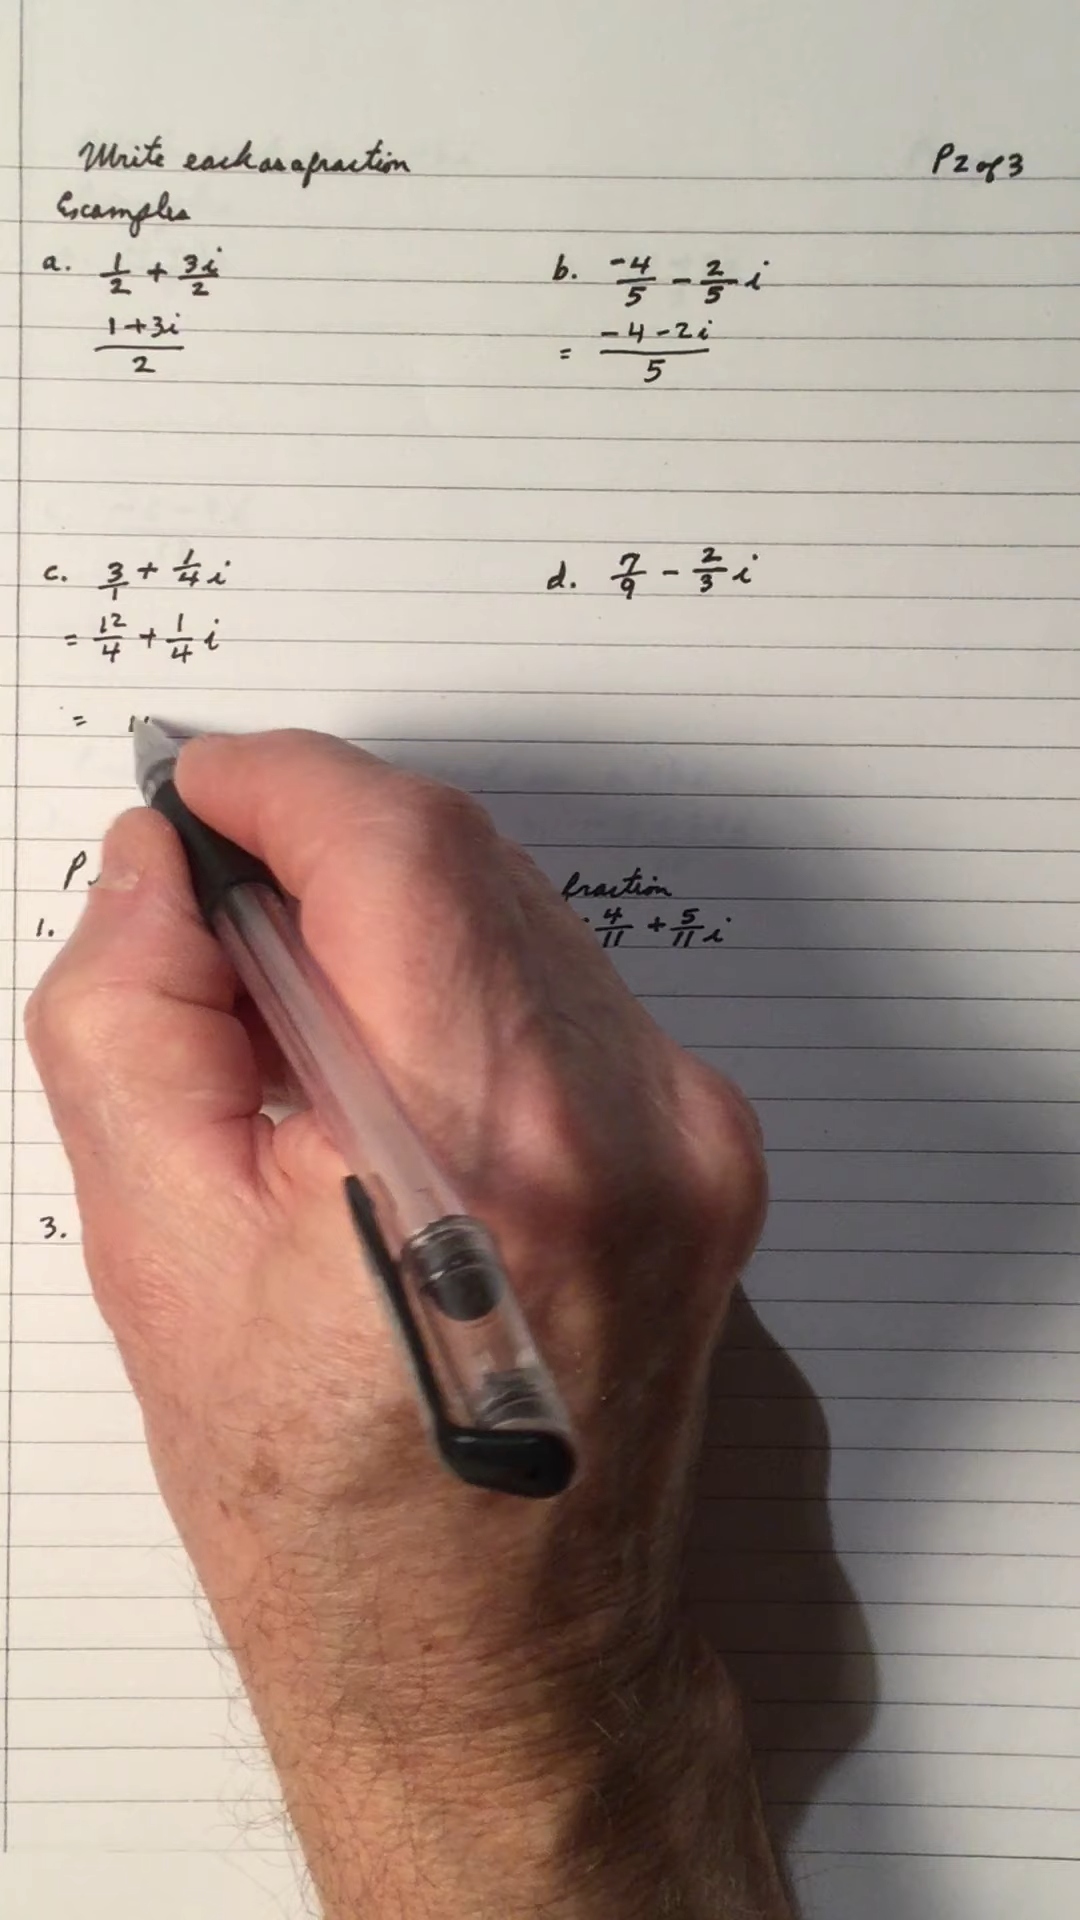 Write each as a fraction P2 of 3
Examples
a. 1/2 + 3i/2 b. -4/5 - 2/5 i
1+3i/2 = -4-2i/5
c. 3/1 + 1/4 i d. 7/9 - 2/3 i
= 12/4 + 1/4 i
=
P fraction
1. 4/11 + 5/11 i
3.